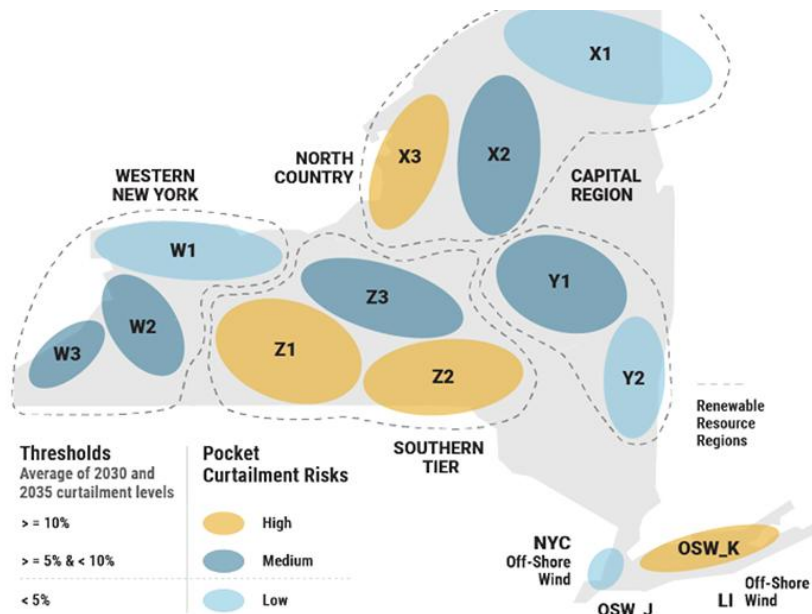 X1
X3
X2
NORTH
COUNTRY
WESTERN
NEW YORK
CAPITAL
REGION
W1
Z3
Y1
W2
W3
Z1
Z2
Y2
Renewable
Resource
Regions
SOUTHERN
TIER
Thresholds
Average of 2030 and
2035 curtailment levels
> = 10%
> = 5% & < 10%
< 5%
Pocket
Curtailment Risks
High
Medium
Low
NYC
Off-Shore
Wind
OSW_J
OSW_K
LI
Off-Shore
Wind